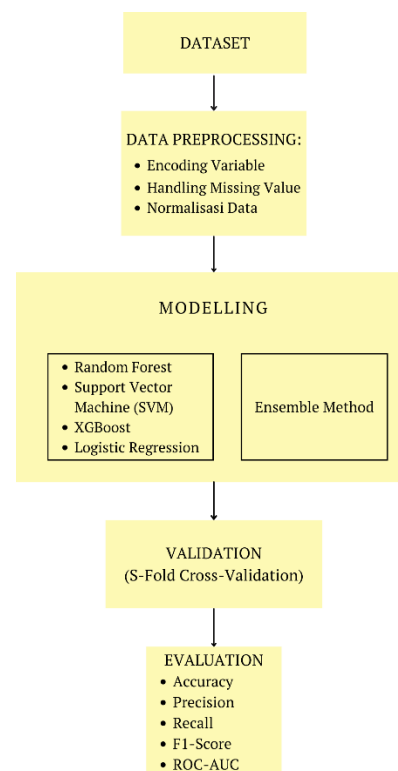 DATASET
DATA PREPROCESSING:
• Encoding Variable
• Handling Missing Value
• Normalisasi Data
MODELLING
• Random Forest
• Support Vector
Machine (SVM)
• XGBoost
• Logistic Regression
Ensemble Method
VALIDATION
(S-Fold Cross-Validation)
EVALUATION
• Accuracy
• Precision
• Recall
• F1-Score
• ROC-AUC